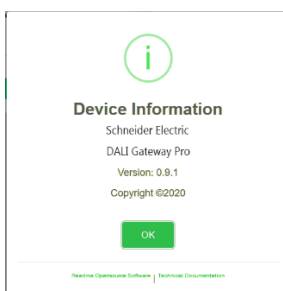 i
Device Information
Schneider Electric
DALI Gateway Pro
Version: 0.9.1
Copyright ©2020
OK
Readme Opensource Software | Technical Documentation